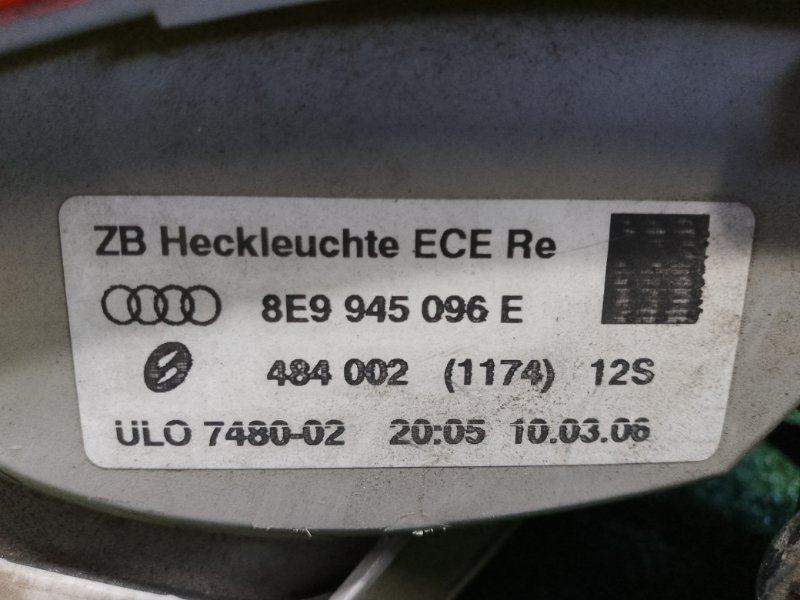 ZB Heckleuchte ECE Re
8E9 945 096 E
484 002 (1174) 12S
ULO 7480-02 20:05 10.03.06